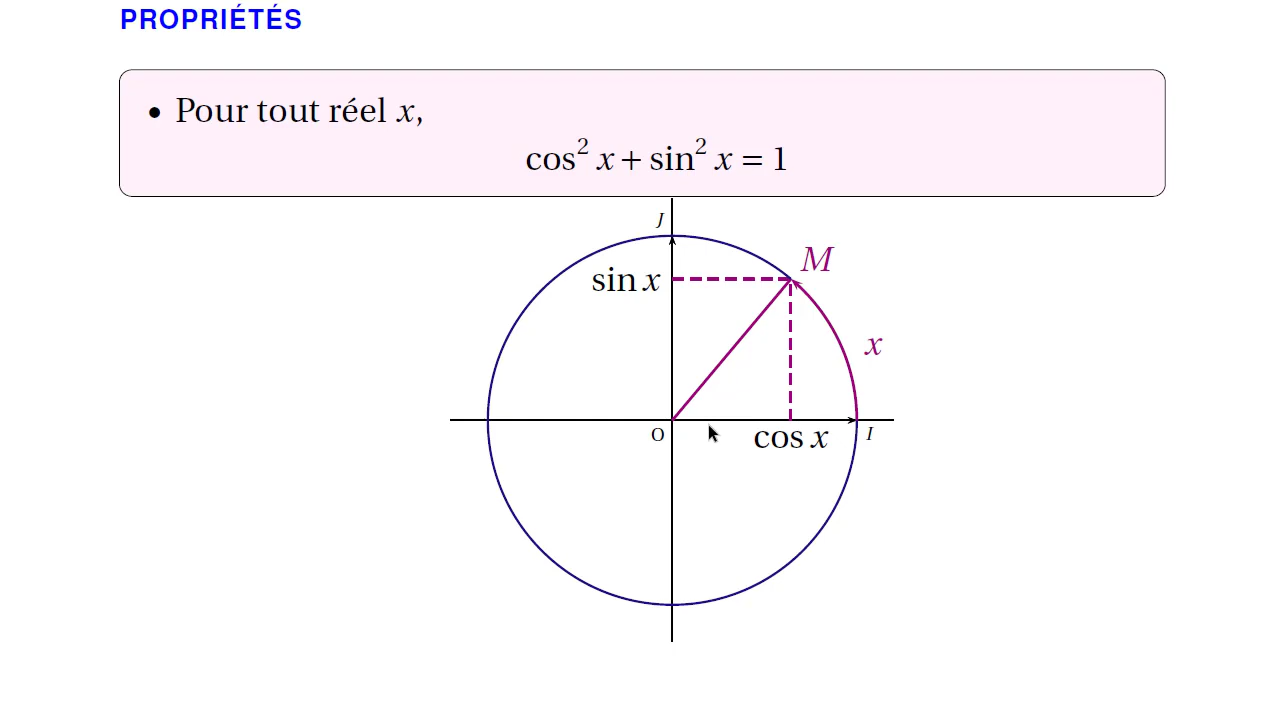 PROPRIÉTÉS
• Pour tout réel x,
cos² x + sin² x = 1
J
M
sin x
x
O
cos x
I